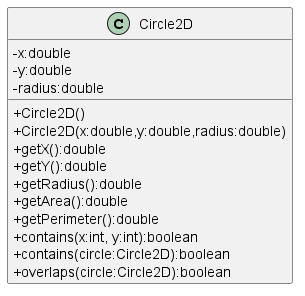 C Circle2D
-x:double
-y:double
-radius:double
+Circle2D()
+Circle2D(x:double,y:double,radius:double)
+getX():double
+getY():double
+getRadius():double
+getArea():double
+getPerimeter():double
+contains(x:int, y:int):boolean
+contains(circle:Circle2D):boolean
+overlaps(circle:Circle2D):boolean